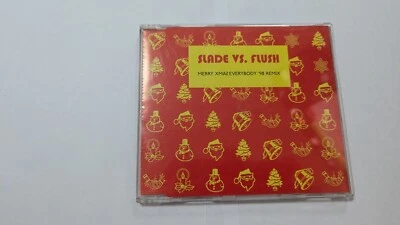 SLADE VS. FLUSH
MERRY XMAS EVERYBODY '98 REMIX